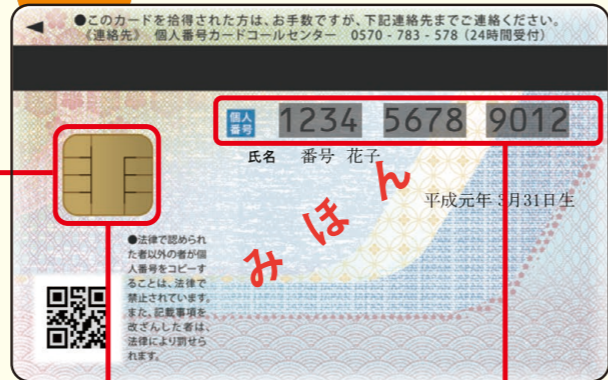 ●このカードを拾得された方は、お手数ですが、下記連絡先までご連絡ください。
《連絡先》 個人番号カードコールセンター 0570-783-578(24時間受付)
個人番号 1234 5678 9012
氏名 番号 花子
平成元年 3月31日生
みほん
●法律で認められ
た者以外の者が個
人番号をコピーす
ることは、法律で
禁止されています。
また、記載事項を
改ざんした者は、
法律により罰せら
れます。